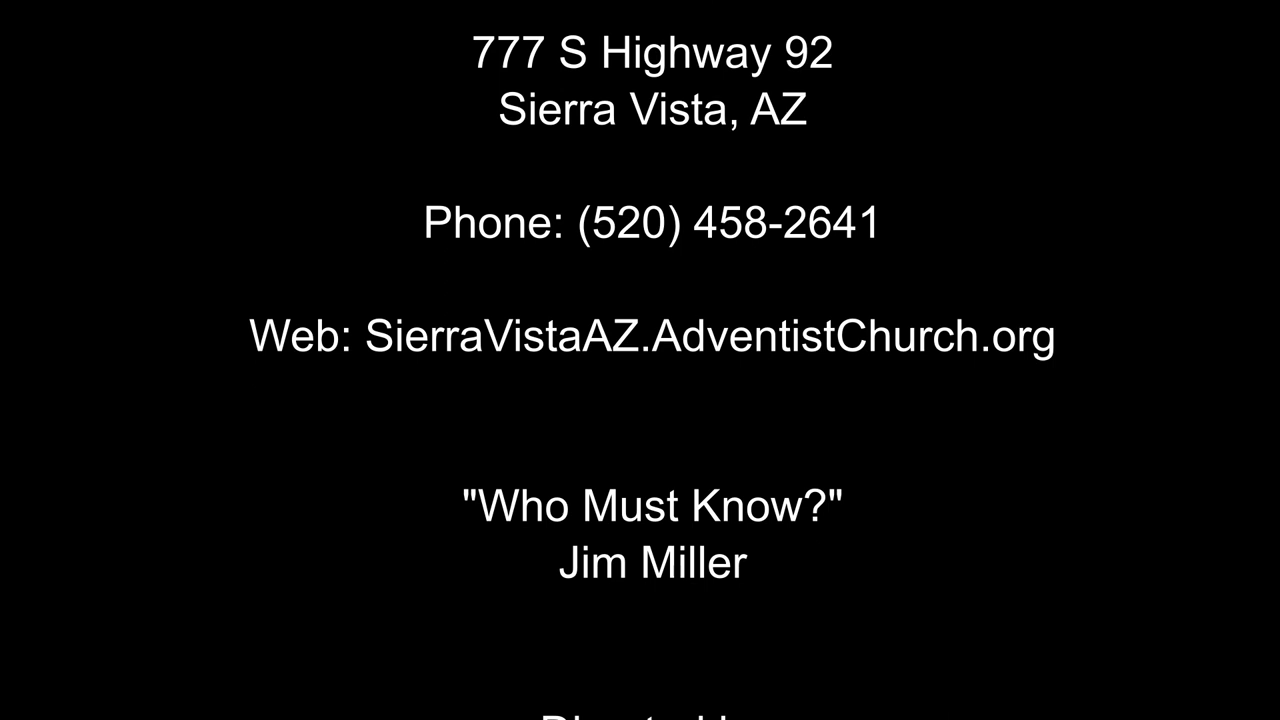 777 S Highway 92
Sierra Vista, AZ
Phone: (520) 458-2641
Web: SierraVistaAZ.AdventistChurch.org
"Who Must Know?"
Jim Miller